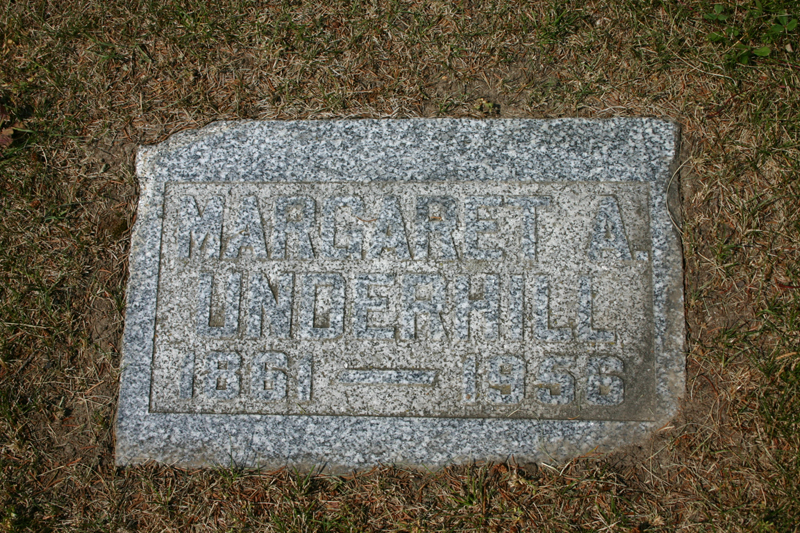 MARGARET A.
UNDERHILL
1861 — 1956